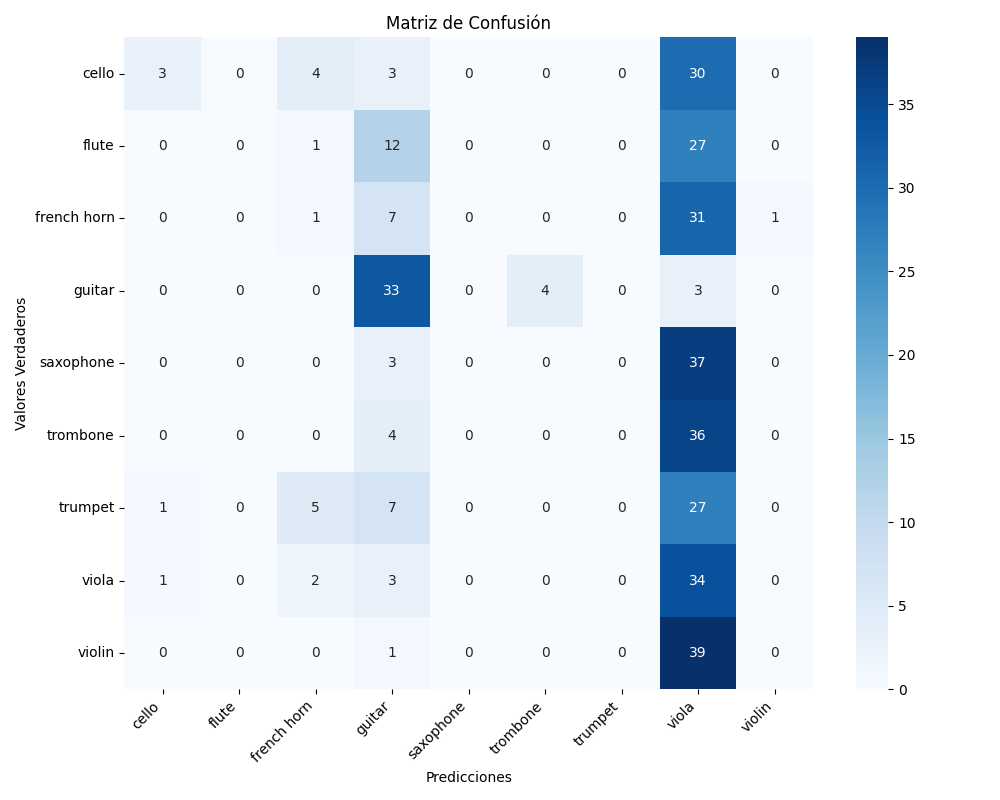 Matriz de Confusión
Valores Verdaderos
cello 3 0 4 3 0 0 0 30 0
flute 0 0 1 12 0 0 0 27 0
french horn 0 0 1 7 0 0 0 31 1
guitar 0 0 0 33 0 4 0 3 0
saxophone 0 0 0 3 0 0 0 37 0
trombone 0 0 0 4 0 0 0 36 0
trumpet 1 0 5 7 0 0 0 27 0
viola 1 0 2 3 0 0 0 34 0
violin 0 0 0 1 0 0 0 39 0
cello flute french horn guitar saxophone trombone trumpet viola violin
Predicciones
35
30
25
20
15
10
5
0